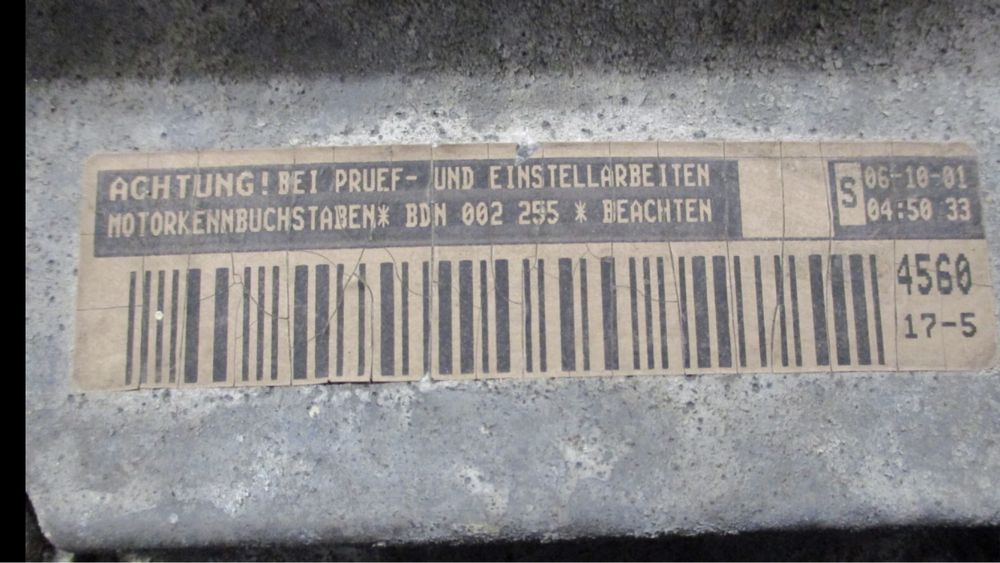 ACHTUNG! BEI PRUEF- UND EINSTELLARBEITEN
MOTORKENNBUCHSTABEN* BDN 002 255 * BEACHTEN
S
06-10-01
04:50 33
4560
17-5